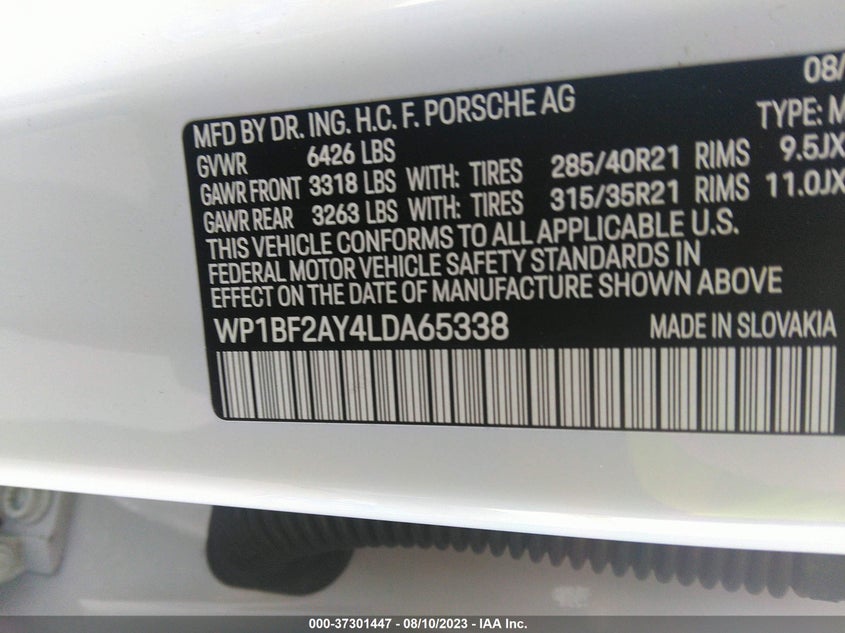 08/
MFD BY DR. ING. H.C. F. PORSCHE AG TYPE: M
GVWR 6426 LBS
GAWR FRONT 3318 LBS WITH: TIRES 285/40R21 RIMS 9.5JX
GAWR REAR 3263 LBS WITH: TIRES 315/35R21 RIMS 11.0JX
THIS VEHICLE CONFORMS TO ALL APPLICABLE U.S.
FEDERAL MOTOR VEHICLE SAFETY STANDARDS IN
EFFECT ON THE DATE OF MANUFACTURE SHOWN ABOVE
WP1BF2AY4LDA65338 MADE IN SLOVAKIA
000-37301447 - 08/10/2023 - IAA Inc.